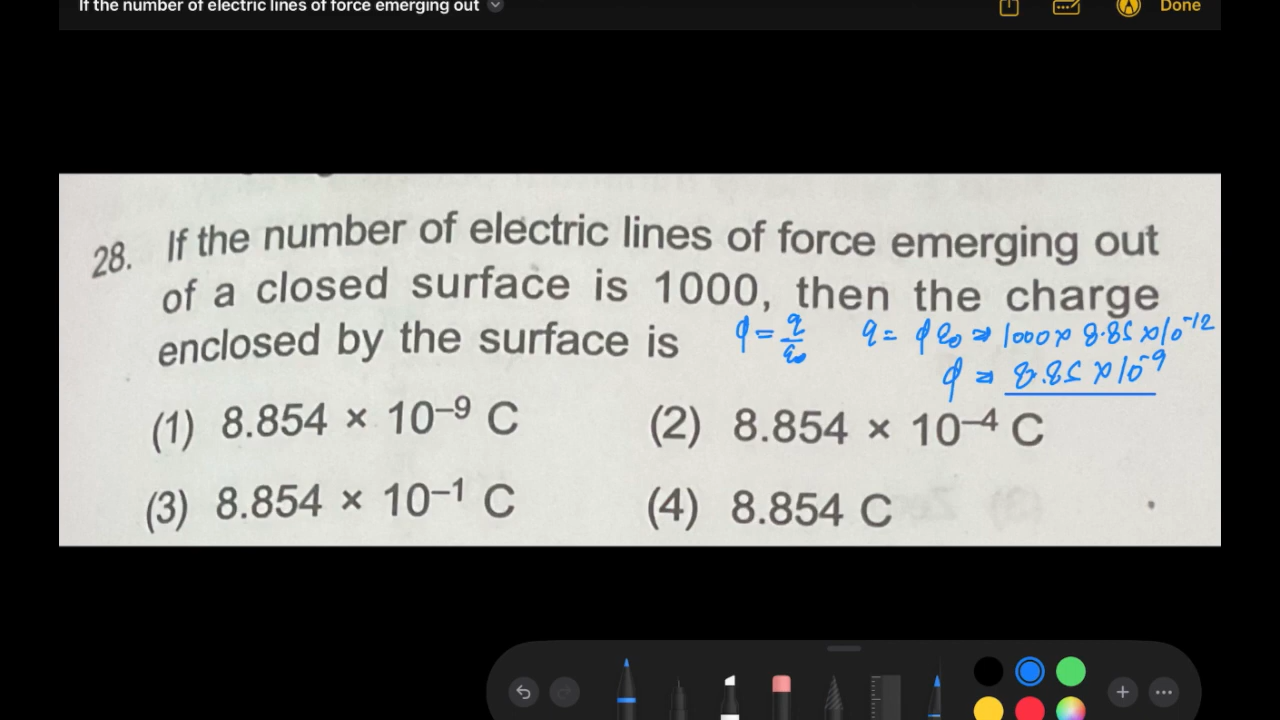 If the number of electric lines of force emerging out
Done
28. If the number of electric lines of force emerging out
of a closed surface is 1000, then the charge
enclosed by the surface is
φ = q/ε₀ q = φ ε₀ ⇒ 1000 × 8.85 × 10⁻¹²
φ = 8.85 × 10⁻⁹
(1) 8.854 × 10⁻⁹ C (2) 8.854 × 10⁻⁴ C
(3) 8.854 × 10⁻¹ C (4) 8.854 C